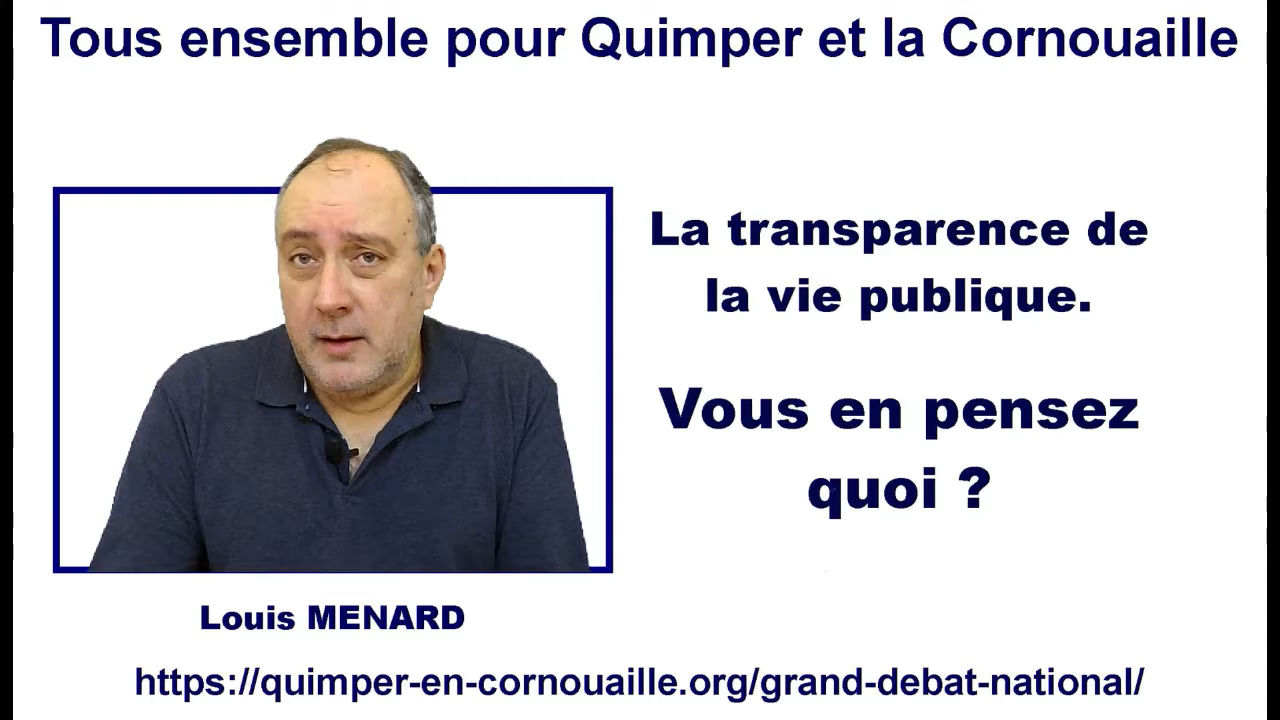 Tous ensemble pour Quimper et la Cornouaille
La transparence de
la vie publique.
Vous en pensez
quoi ?
Louis MENARD
https://quimper-en-cornouaille.org/grand-debat-national/